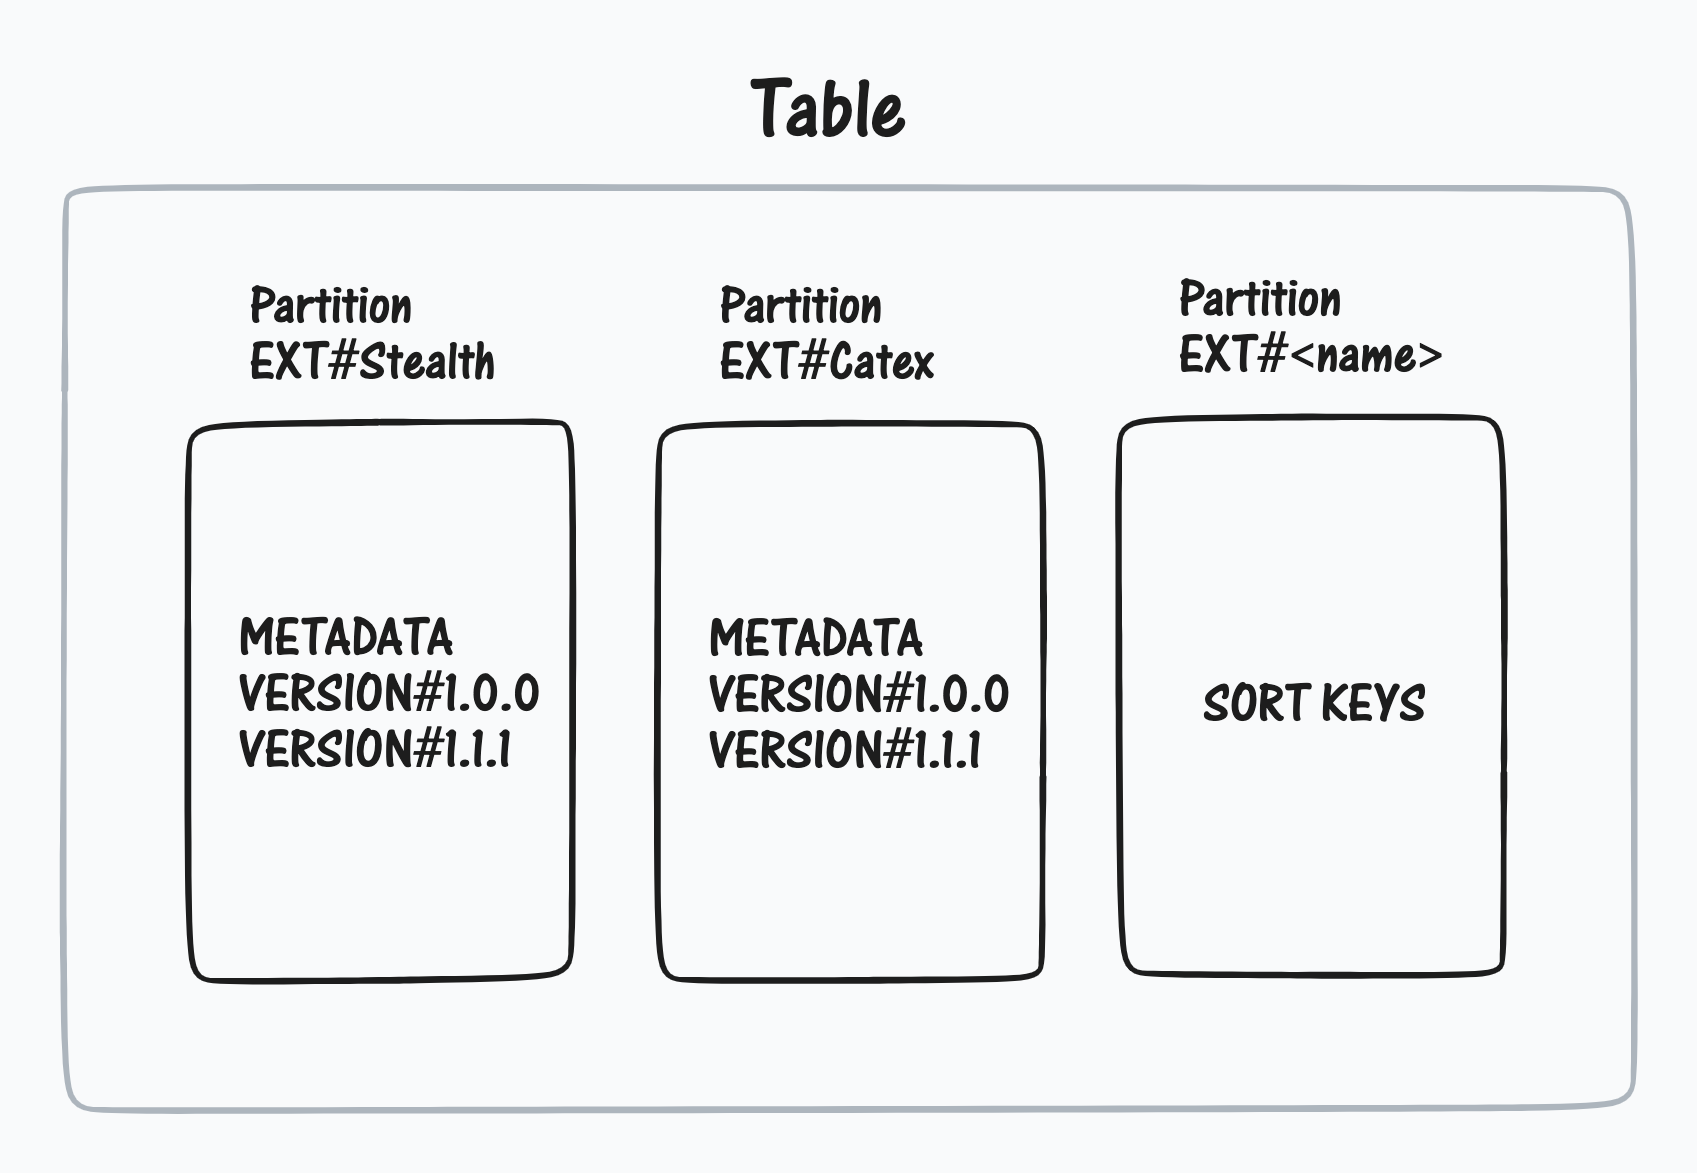 Table
Partition
EXT#Stealth
METADATA
VERSION#1.0.0
VERSION#1.1.1
Partition
EXT#Catex
METADATA
VERSION#1.0.0
VERSION#1.1.1
Partition
EXT#<name>
SORT KEYS